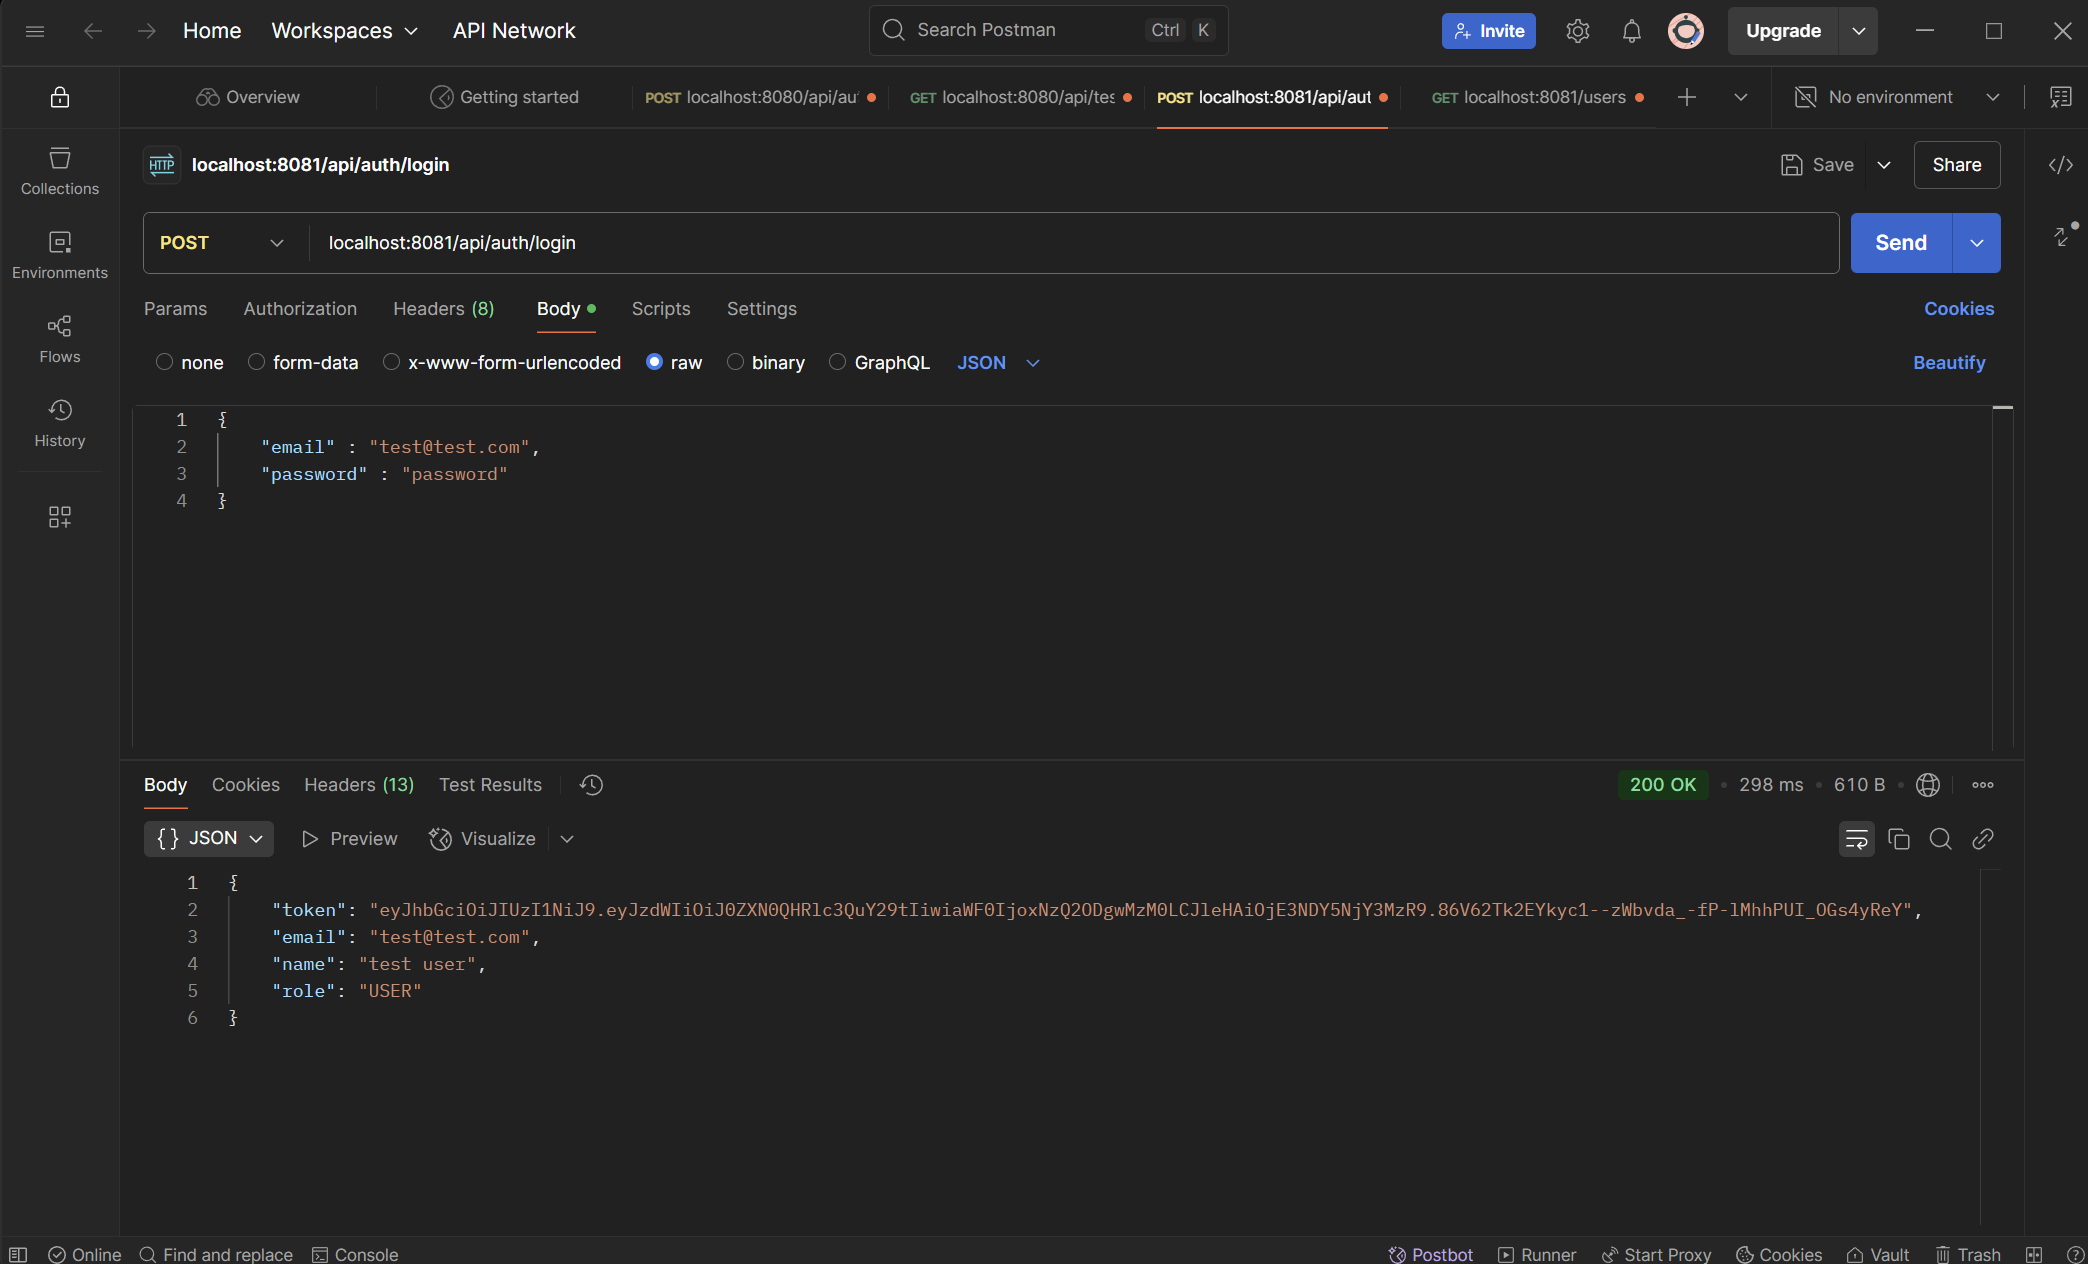 Home Workspaces API Network Search Postman Ctrl K Invite Upgrade
Overview Getting started POST localhost:8080/api/au GET localhost:8080/api/tes POST localhost:8081/api/aut GET localhost:8081/users No environment
HTTP localhost:8081/api/auth/login Save Share
Collections
Environments
Flows
History
POST localhost:8081/api/auth/login Send
Params Authorization Headers (8) Body Scripts Settings Cookies
none form-data x-www-form-urlencoded raw binary GraphQL JSON Beautify
1 {
2 "email" : "test@test.com",
3 "password" : "password"
4 }
Body Cookies Headers (13) Test Results 200 OK 298 ms 610 B
{} JSON Preview Visualize
1 {
2 "token": "eyJhbGciOiJIUzI1NiJ9.eyJzdWIiOiJ0ZXN0QHRlc3QuY29tIiwiaWF0IjoxNzQ2ODgwMzM0LCJleHAiOjE3NDY5NjY3MzR9.86V62Tk2EYkyc1--zWbvda_-fP-lMhhPUI_OGs4yReY",
3 "email": "test@test.com",
4 "name": "test user",
5 "role": "USER"
6 }
Online Find and replace Console Postbot Runner Start Proxy Cookies Vault Trash